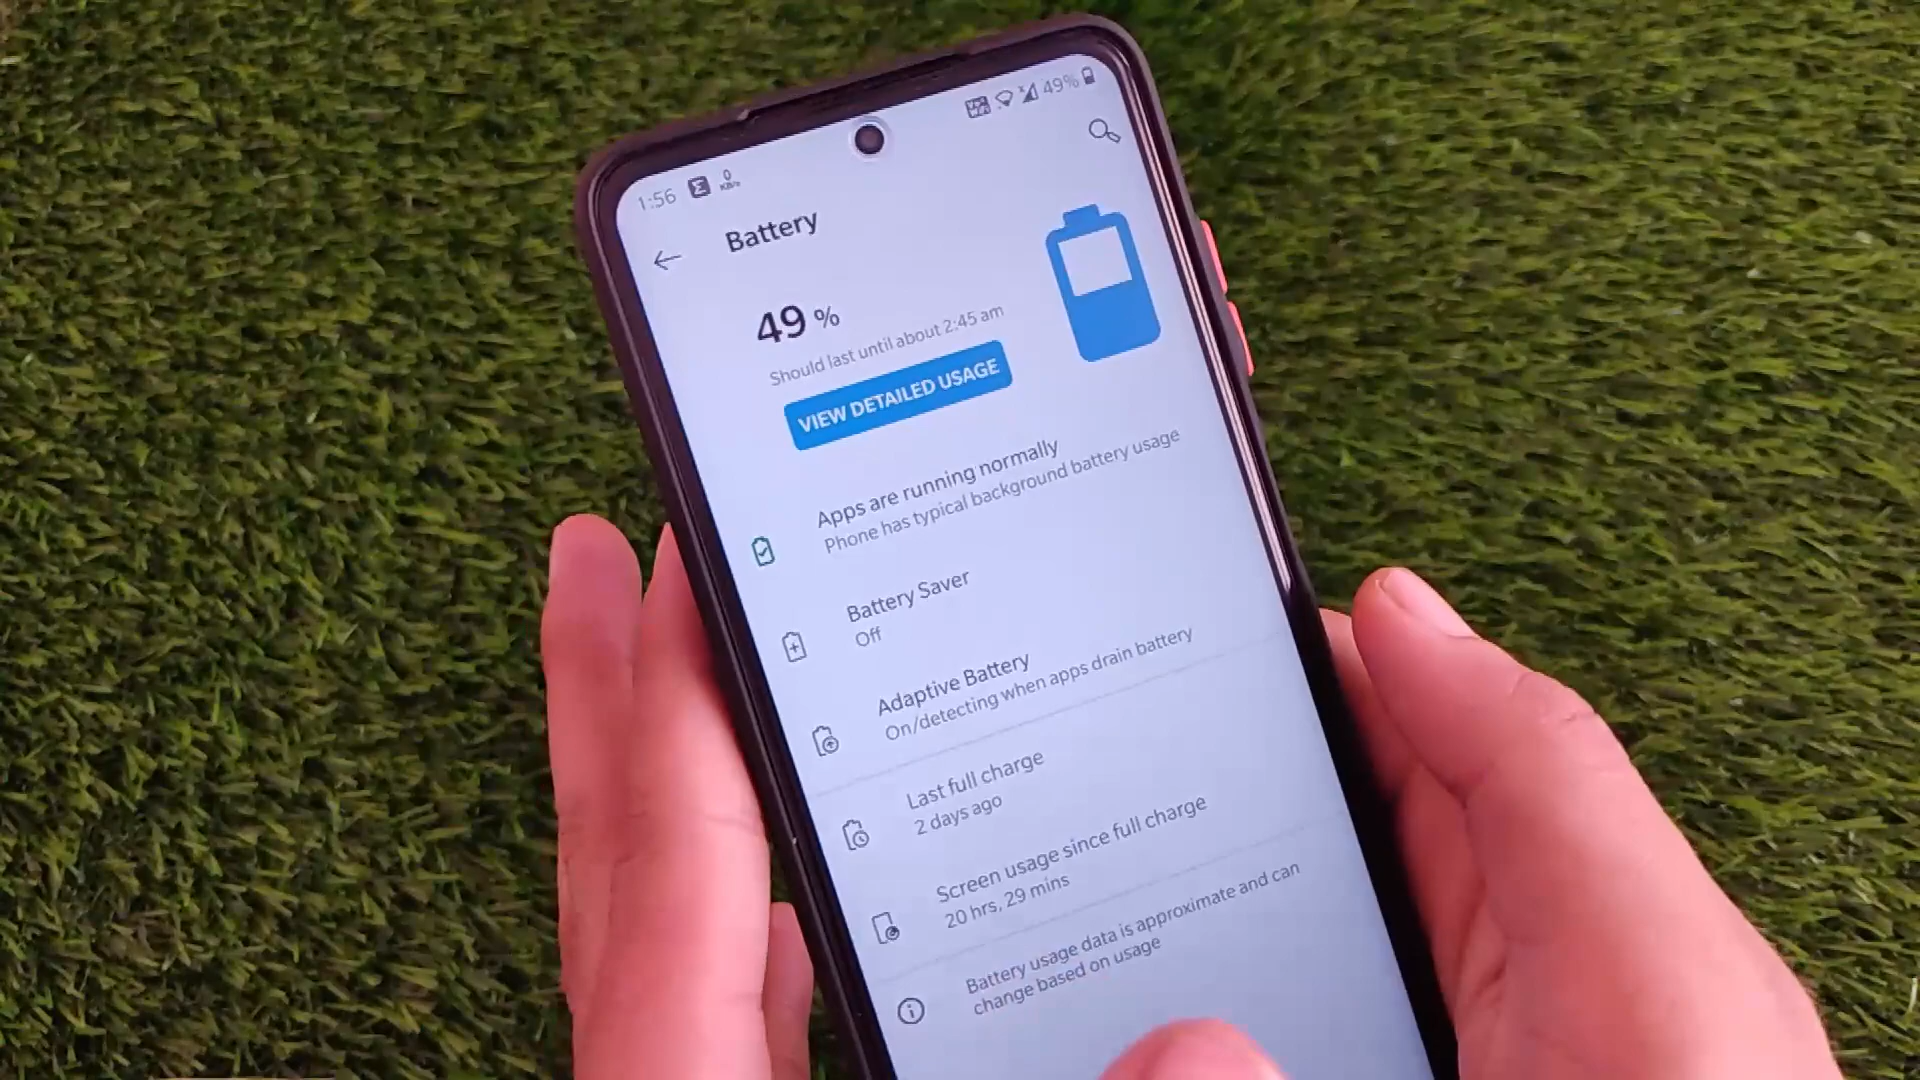 1:56
0
KB/s
49%
Battery
49 %
Should last until about 2:45 am
VIEW DETAILED USAGE
Apps are running normally
Phone has typical background battery usage
Battery Saver
Off
Adaptive Battery
On/detecting when apps drain battery
Last full charge
2 days ago
Screen usage since full charge
20 hrs, 29 mins
Battery usage data is approximate and can
change based on usage